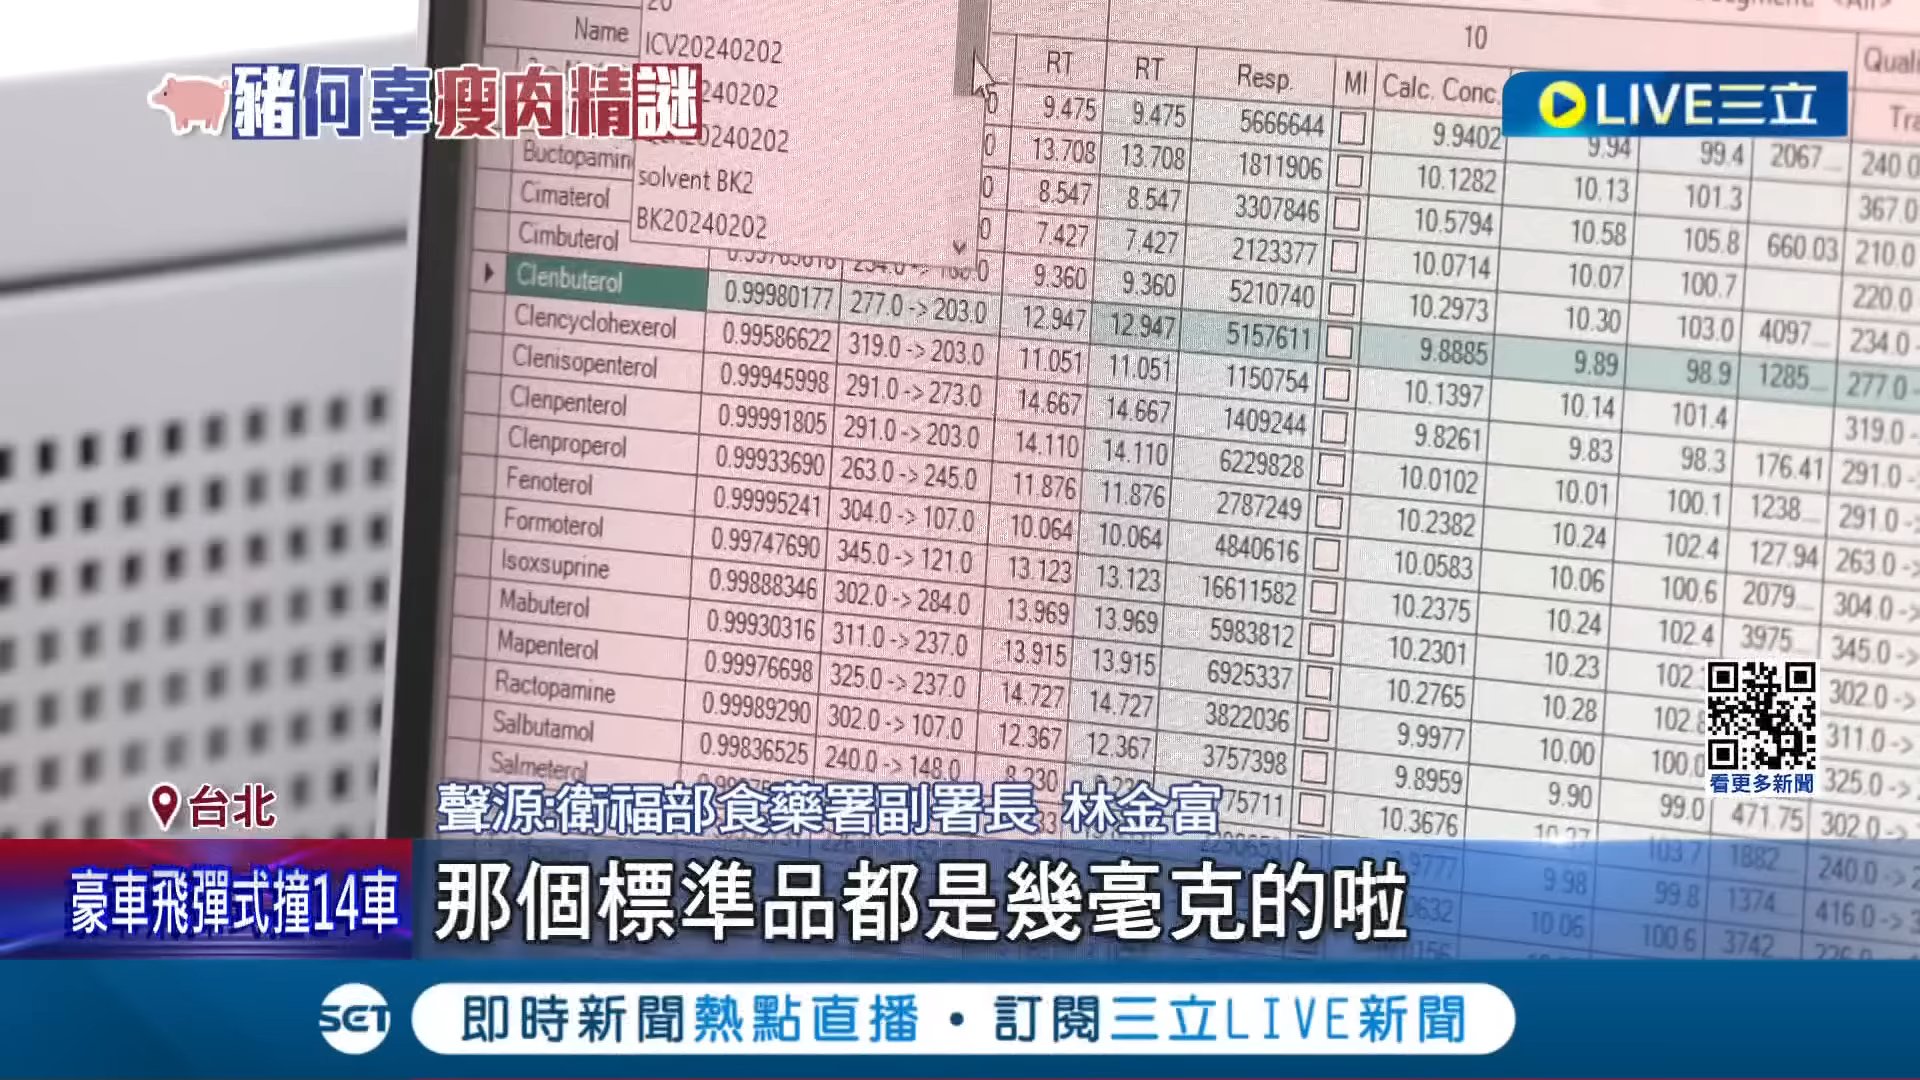 20
Name
ICV20240202
240202
20240202
solvent BK2
BK20240202
10
RT RT Resp. MI Calc. Conc.
豬何辜瘦肉精謎
LIVE三立
9.475 9.475 5666644 9.9402 9.94 99.4 2067... 240.0
Buctopamin 13.708 13.708 1811906 10.1282 10.13 101.3 367.0
Cimaterol 8.547 8.547 3307846 10.5794 10.58 105.8 660.03 210.0
Cimbuterol 7.427 7.427 2123377 10.0714 10.07 100.7 220.0
9.360 9.360 5210740 10.2973 10.30 103.0 4097... 234.0
Clenbuterol 0.99980177 277.0 -> 203.0 12.947 12.947 5157611 9.8885 9.89 98.9 1285... 277.0
Clencyclohexerol 0.99586622 319.0 -> 203.0 11.051 11.051 1150754 10.1397 10.14 101.4 319.0
Clenisopenterol 0.99945998 291.0 -> 273.0 14.667 14.667 1409244 9.8261 9.83 98.3 176.41 291.0
Clenpenterol 0.99991805 291.0 -> 203.0 14.110 14.110 6229828 10.0102 10.01 100.1 1238... 291.0
Clenproperol 0.99933690 263.0 -> 245.0 11.876 11.876 2787249 10.2382 10.24 102.4 127.94 263.0
Fenoterol 0.99995241 304.0 -> 107.0 10.064 10.064 4840616 10.0583 10.06 100.6 2079... 304.0
Formoterol 0.99747690 345.0 -> 121.0 13.123 13.123 16611582 10.2375 10.24 102.4 3975... 345.0
Isoxsuprine 0.99888346 302.0 -> 284.0 13.969 13.969 5983812 10.2301 10.23 102. 302.0
Mabuterol 0.99930316 311.0 -> 237.0 13.915 13.915 6925337 10.2765 10.28 102.8 311.0
Mapenterol 0.99976698 325.0 -> 237.0 14.727 14.727 3822036 9.9977 10.00 100.0 325.0
Ractopamine 0.99989290 302.0 -> 107.0 12.367 12.367 3757398 9.8959 9.90 99.0 471.75 302.0
Salbutamol 0.99836525 240.0 -> 148.0 8.230 75711 10.3676
Salmeterol
看更多新聞
台北
聲源:衛福部食藥署副署長 林金富
豪車飛彈式撞14車
那個標準品都是幾毫克的啦
SET 即時新聞熱點直播・訂閱三立LIVE新聞